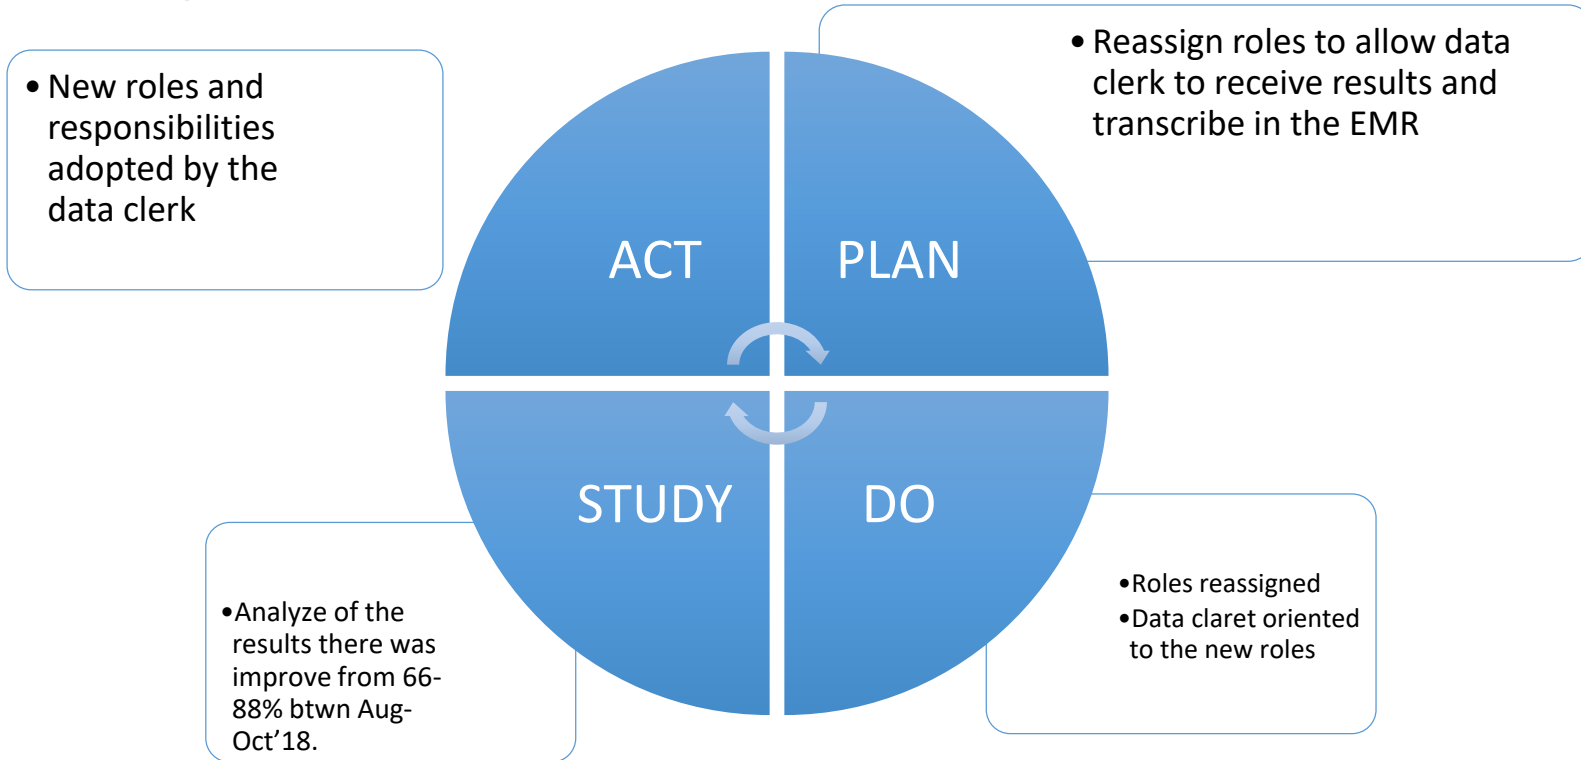 • New roles and
responsibilities
adopted by the
data clerk
• Reassign roles to allow data
clerk to receive results and
transcribe in the EMR
ACT
PLAN
STUDY
DO
•Analyze of the
results there was
improve from 66-
88% btwn Aug-
Oct'18.
•Roles reassigned
•Data claret oriented
to the new roles